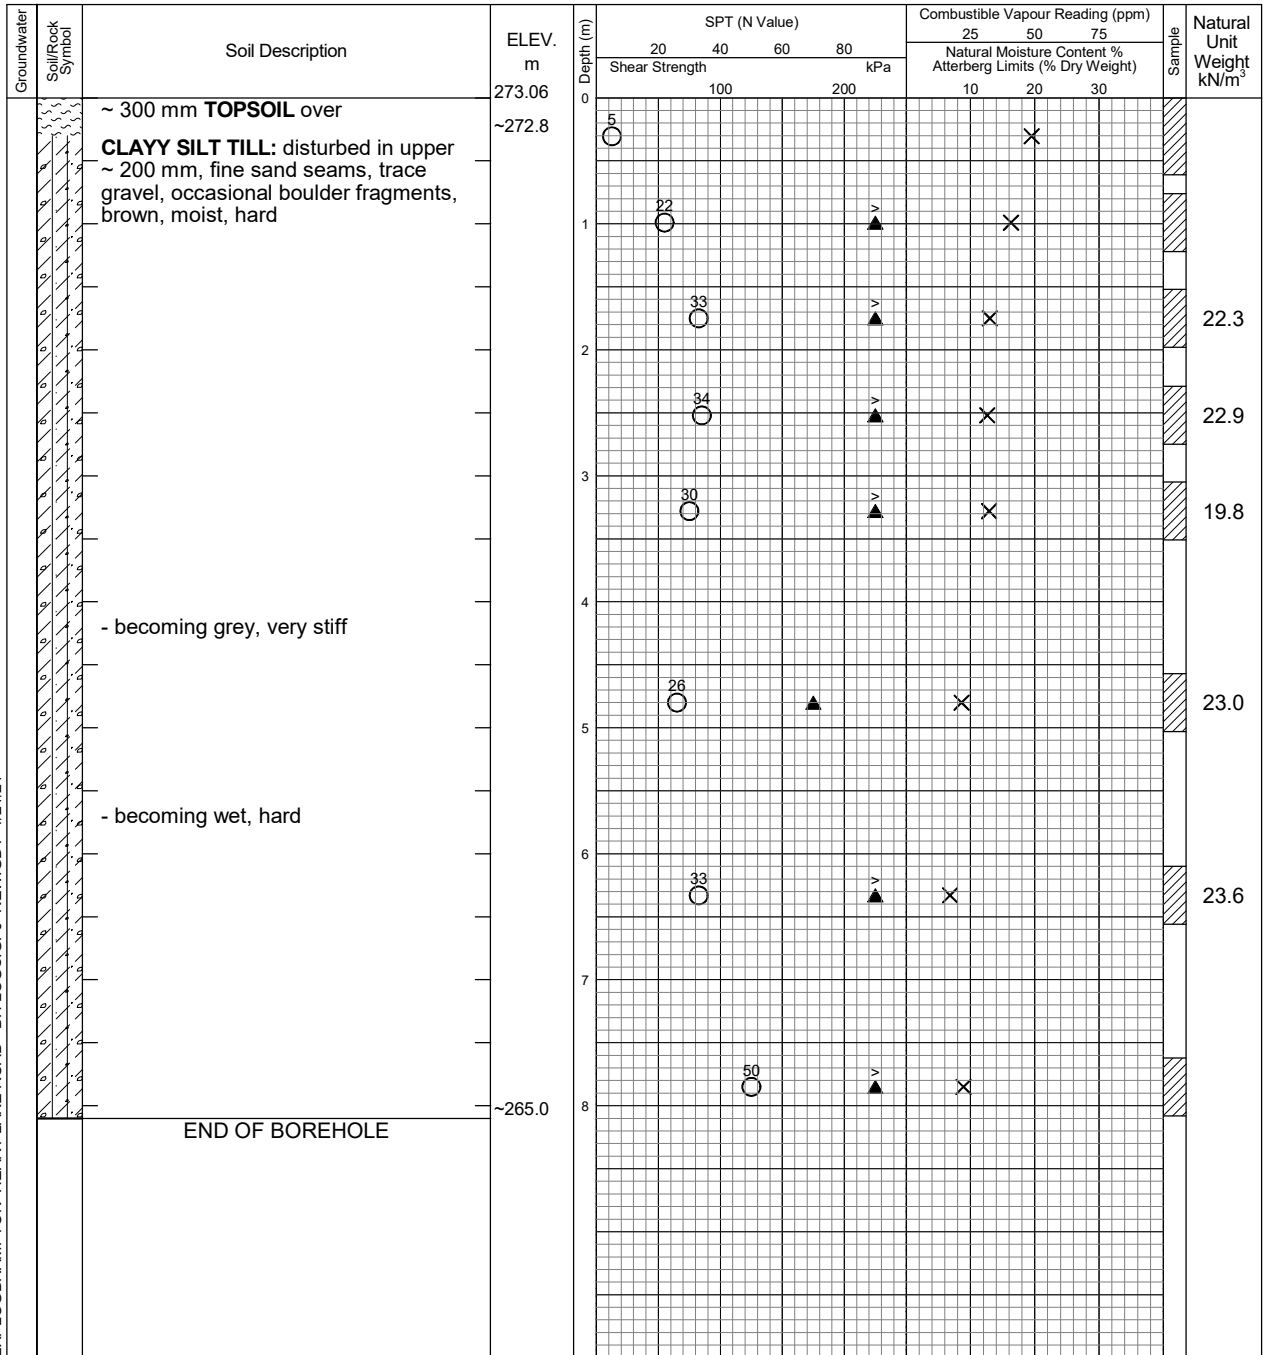 Groundwater
Soil/Rock
Symbol
Soil Description
ELEV.
m
Depth (m)
SPT (N Value)
20 40 60 80
Shear Strength kPa
100 200
Combustible Vapour Reading (ppm)
25 50 75
Natural Moisture Content %
Atterberg Limits (% Dry Weight)
10 20 30
Sample
Natural
Unit
Weight
kN/m³
273.06
0
~ 300 mm TOPSOIL over
~272.8
5
CLAYY SILT TILL: disturbed in upper
~ 200 mm, fine sand seams, trace
gravel, occasional boulder fragments,
brown, moist, hard
22 >
1
33 >
22.3
2
34 >
22.9
3
30 >
19.8
4
- becoming grey, very stiff
26
23.0
5
- becoming wet, hard
6
33 >
23.6
7
50 >
~265.0
8
END OF BOREHOLE